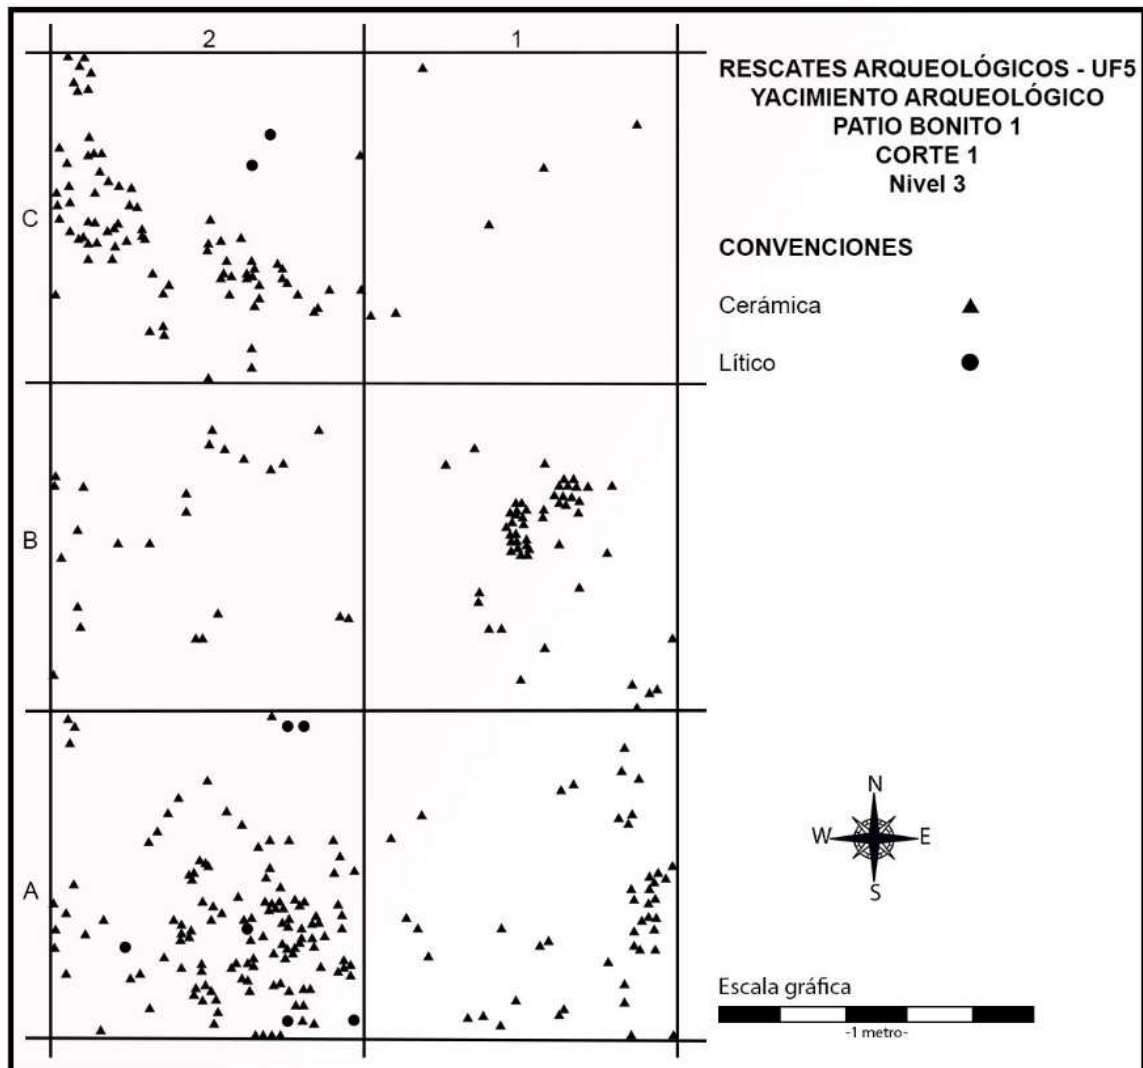 2
1
RESCATES ARQUEOLÓGICOS - UF5
YACIMIENTO ARQUEOLÓGICO
PATIO BONITO 1
CORTE 1
Nivel 3
C
CONVENCIONES
Cerámica
Lítico
B
N
W
E
S
A
Escala gráfica
-1 metro-